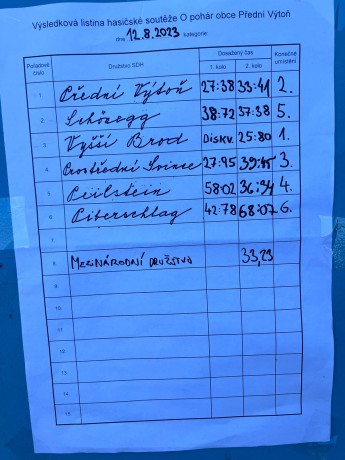 Výsledková listina hasičské soutěže O pohár obce Přední Výtoň
dne 12.8.2023 kategorie
Pořadové číslo Družstvo SDH Dosažený čas 1. kolo 2. kolo Konečné umístění
1. Přední Výtoň 27:38 33:41 2.
2. Schönegg 38:72 37:38 5.
3. Vyšší Brod DISKV. 25:80 1.
4. Prostřední Svince 27:95 39:45 3.
5. 58:02 36:34 4.
6. 42:78 68:07 6.
7.
8. MEZINÁRODNÍ DRUŽSTVO 33,23
9.
10.
11.
12.
13.
14.
15.